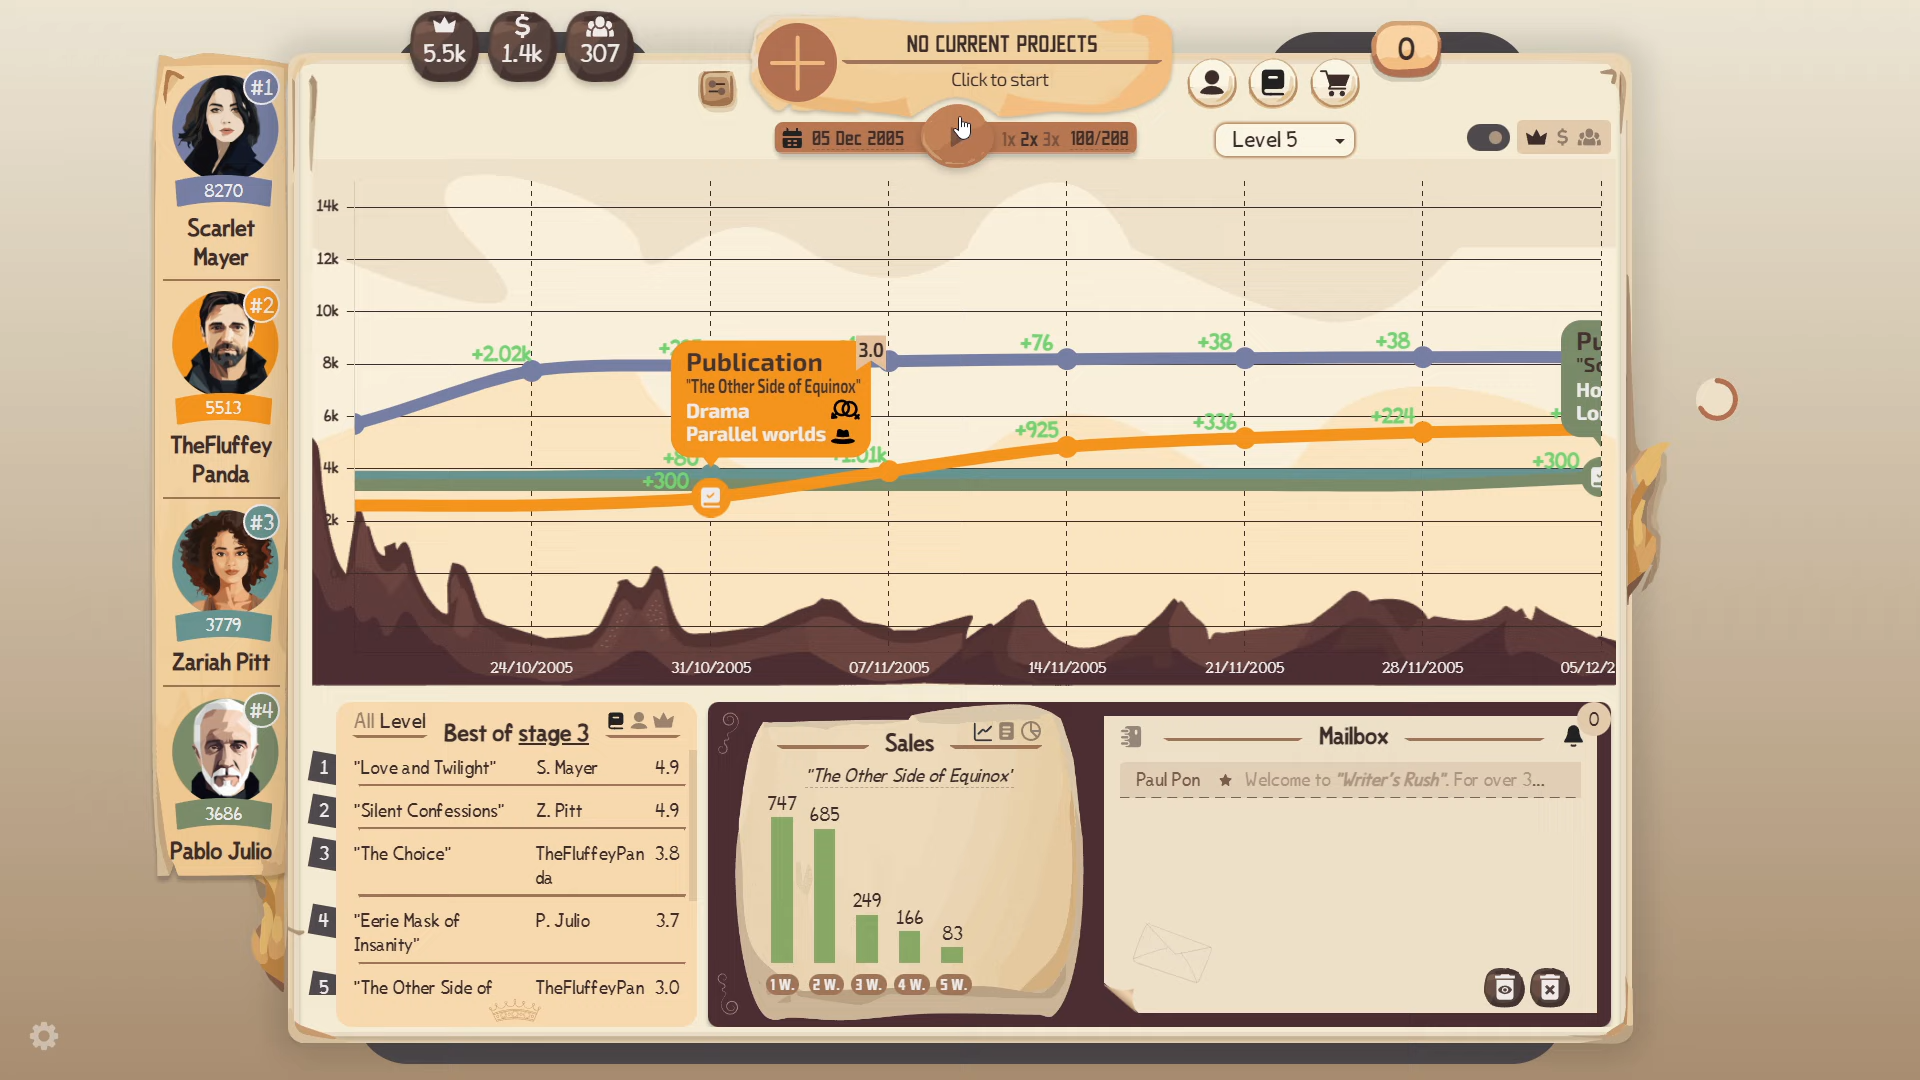 5.5k
1.4k
307
NO CURRENT PROJECTS
Click to start
0
05 Dec 2005
1x 2x 3x 100/208
Level 5
#1
8270
Scarlet
Mayer
#2
5513
TheFluffey
Panda
#3
3779
Zariah Pitt
#4
3686
Pablo Julio
14k
12k
10k
8k
6k
4k
2k
+2.02k
+76
+38
+38
Publication
3.0
"The Other Side of Equinox"
Drama
Parallel worlds
+300
+925
+336
+224
+300
24/10/2005
31/10/2005
07/11/2005
14/11/2005
21/11/2005
28/11/2005
05/12/2
All Level
Best of stage 3
1 "Love and Twilight" S. Mayer 4.9
2 "Silent Confessions" Z. Pitt 4.9
3 "The Choice" TheFluffeyPan 3.8
da
4 "Eerie Mask of P. Julio 3.7
Insanity"
5 "The Other Side of TheFluffeyPan 3.0
Sales
"The Other Side of Equinox"
747
685
249
166
83
1 W. 2 W. 3 W. 4 W. 5 W.
Mailbox
0
Paul Pon ★ Welcome to "Writer's Rush". For over 3...